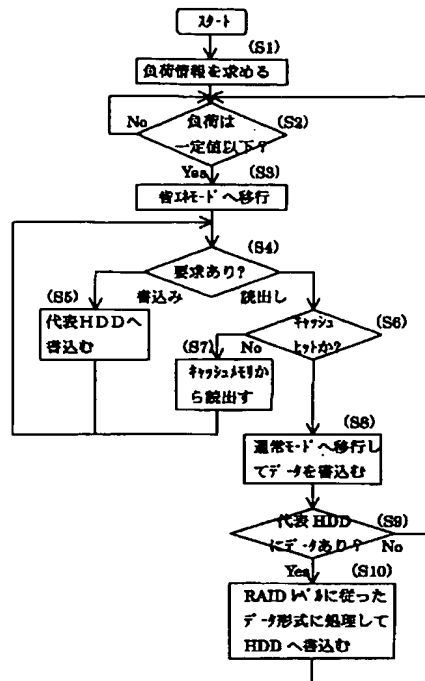 スタート
(S1)
負荷情報を求める
No
負荷は
一定値以下?
(S2)
Yes
(S3)
省エネモードへ移行
(S4)
要求あり?
書込み
読出し
(S5)
代表HDDへ
書込む
(S6)
キャッシュ
ヒットか?
No
(S7)
キャッシュメモリか
ら読出す
(S8)
通常モードへ移行し
てデータを書込む
(S9)
代表HDD
にデータあり?
No
Yes
(S10)
RAIDレベルに従った
データ形式に処理して
HDDへ書込む